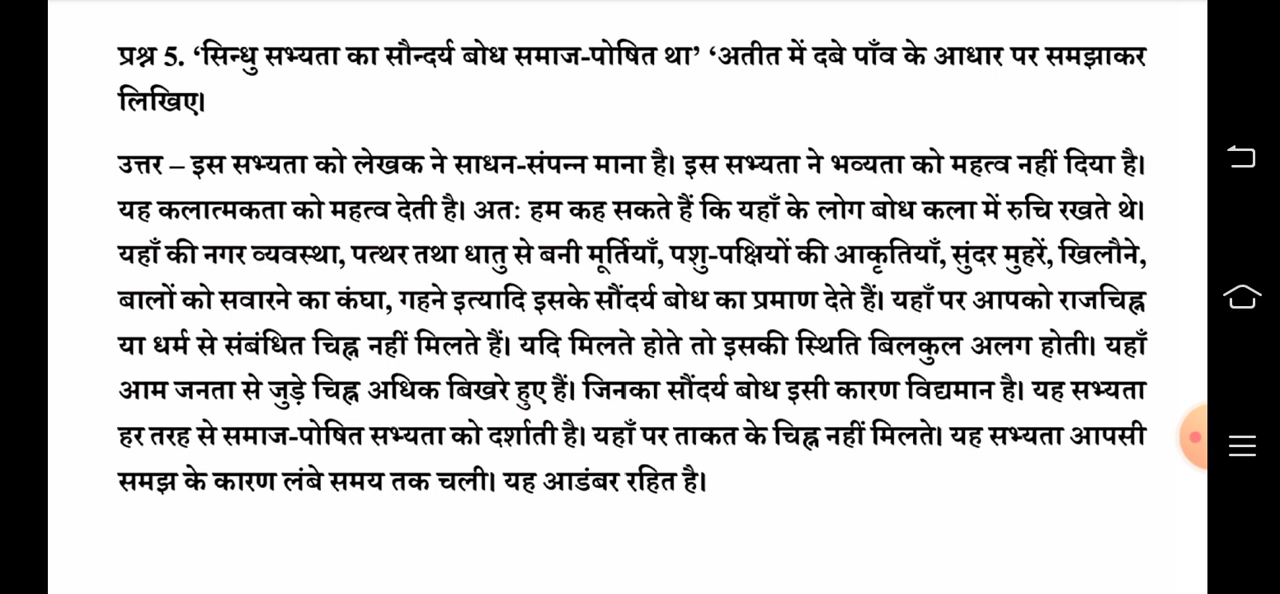 प्रश्न 5. ‘सिन्धु सभ्यता का सौन्दर्य बोध समाज-पोषित था’ ‘अतीत में दबे पाँव के आधार पर समझाकर
लिखिए।
उत्तर – इस सभ्यता को लेखक ने साधन-संपन्न माना है। इस सभ्यता ने भव्यता को महत्व नहीं दिया है।
यह कलात्मकता को महत्व देती है। अतः हम कह सकते हैं कि यहाँ के लोग बोध कला में रुचि रखते थे।
यहाँ की नगर व्यवस्था, पत्थर तथा धातु से बनी मूर्तियाँ, पशु-पक्षियों की आकृतियाँ, सुंदर मुहरें, खिलौने,
बालों को सवारने का कंघा, गहने इत्यादि इसके सौंदर्य बोध का प्रमाण देते हैं। यहाँ पर आपको राजचिह्न
या धर्म से संबंधित चिह्न नहीं मिलते हैं। यदि मिलते होते तो इसकी स्थिति बिलकुल अलग होती। यहाँ
आम जनता से जुड़े चिह्न अधिक बिखरे हुए हैं। जिनका सौंदर्य बोध इसी कारण विद्यमान है। यह सभ्यता
हर तरह से समाज-पोषित सभ्यता को दर्शाती है। यहाँ पर ताकत के चिह्न नहीं मिलते। यह सभ्यता आपसी
समझ के कारण लंबे समय तक चली। यह आडंबर रहित है।